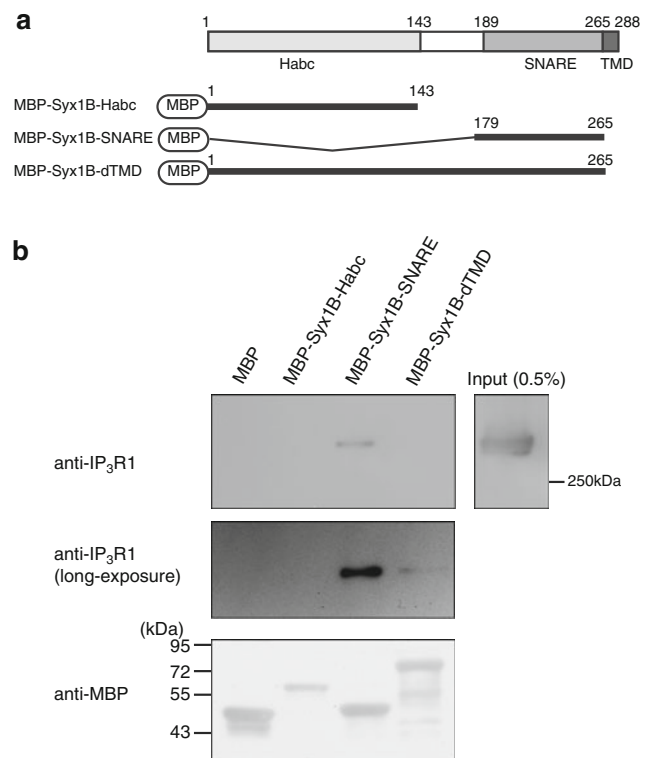 a
1 143 189 265 288
Habc SNARE TMD
MBP-Syx1B-Habc MBP 1 143
MBP-Syx1B-SNARE MBP 179 265
MBP-Syx1B-dTMD MBP 1 265
b
MBP
MBP-Syx1B-Habc
MBP-Syx1B-SNARE
MBP-Syx1B-dTMD
Input (0.5%)
anti-IP₃R1
250kDa
anti-IP₃R1
(long-exposure)
(kDa)
95
72
anti-MBP
55
43